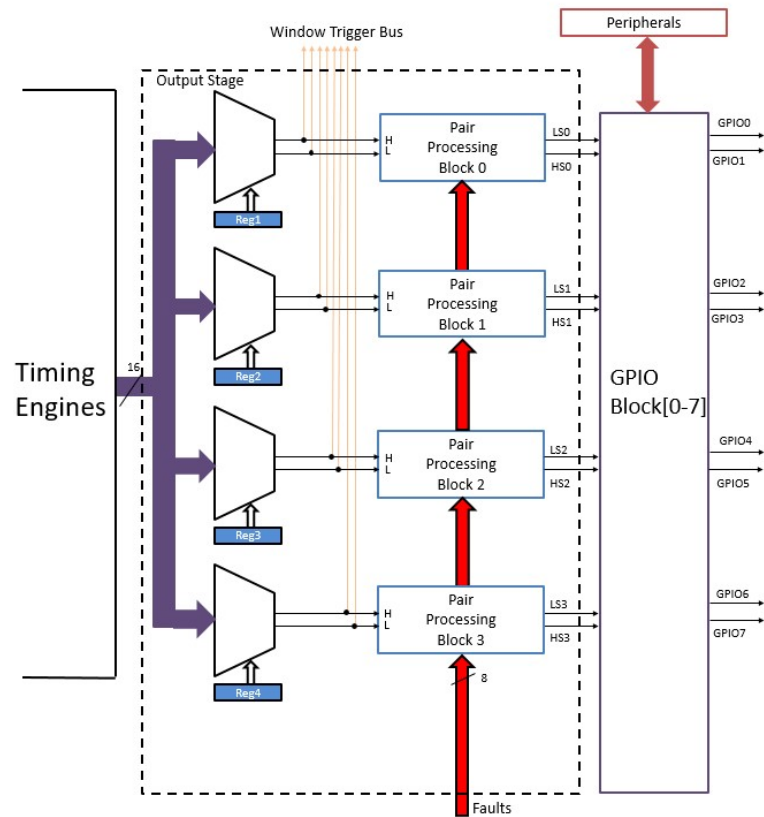 Peripherals
Window Trigger Bus
Output Stage
Timing
Engines
16
Reg1
H
L
Pair
Processing
Block 0
LS0
HS0
GPIO0
GPIO1
Reg2
H
L
Pair
Processing
Block 1
LS1
HS1
GPIO2
GPIO3
GPIO
Block[0-7]
Reg3
H
L
Pair
Processing
Block 2
LS2
HS2
GPIO4
GPIO5
Reg4
H
L
Pair
Processing
Block 3
LS3
HS3
GPIO6
GPIO7
8
Faults